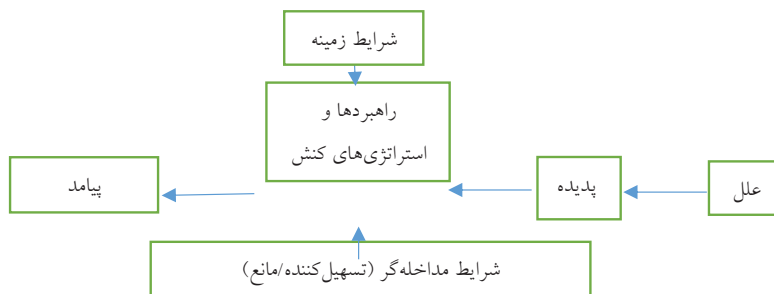 شرایط زمینه
راهبردها و
استراتژی‌های کنش
علل
پدیده
پیامد
شرایط مداخله‌گر (تسهیل‌کننده/مانع)